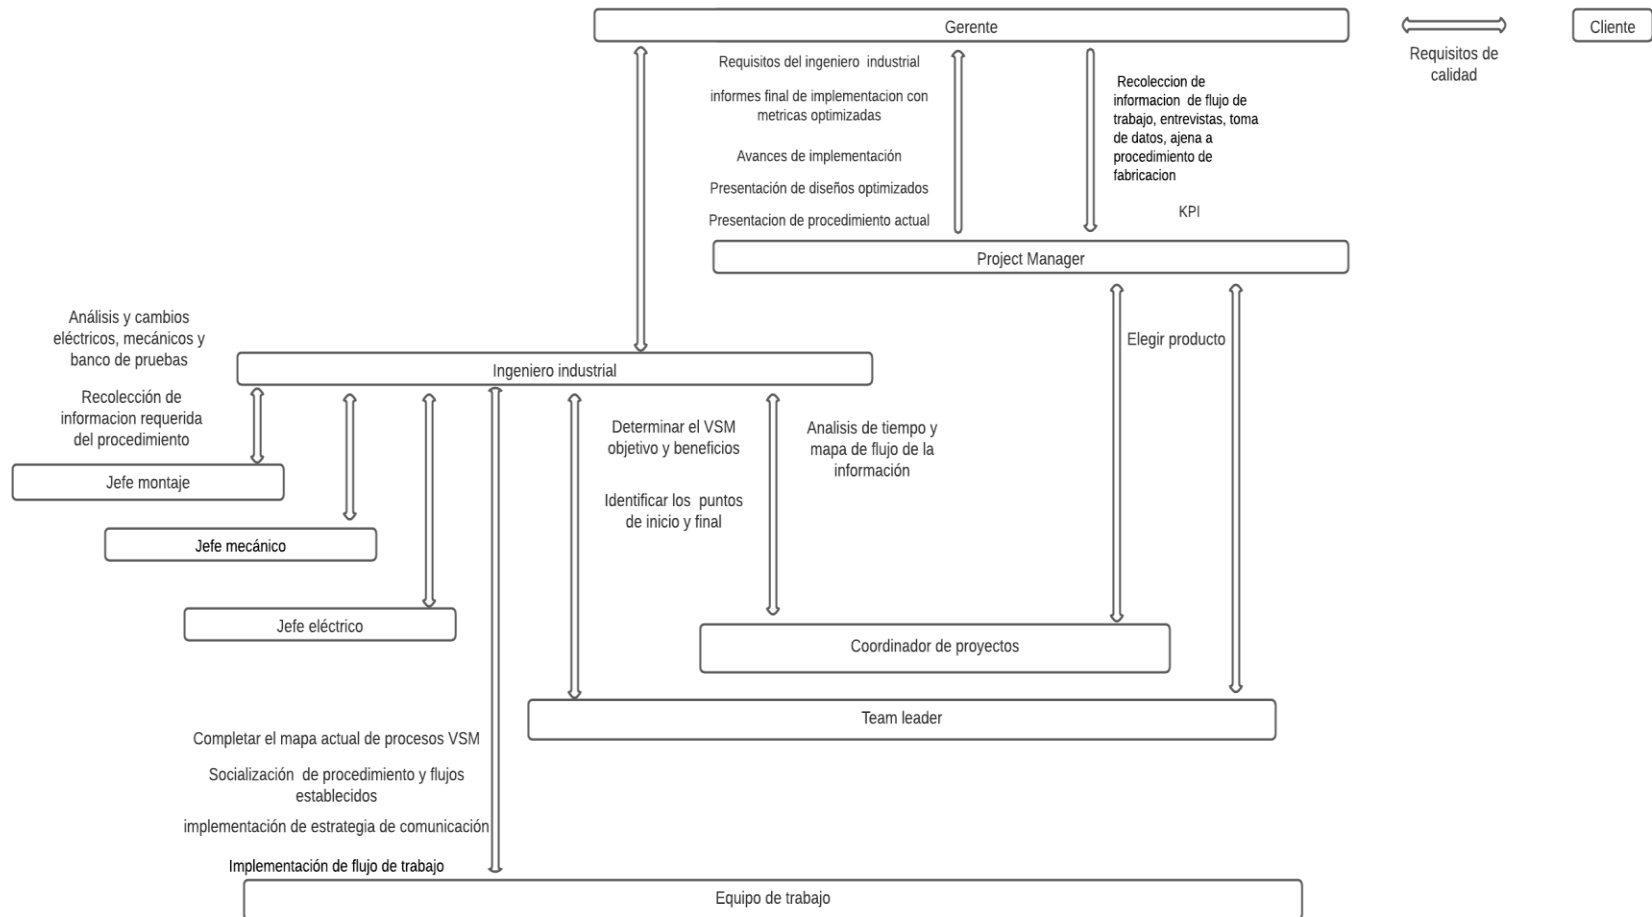 Gerente
Cliente
Requisitos de
calidad
Requisitos del ingeniero  industrial
informes final de implementacion con
metricas optimizadas
Avances de implementación
Presentación de diseños optimizados
Presentacion de procedimiento actual
Recoleccion de
informacion  de flujo de
trabajo, entrevistas, toma
de datos, ajena a
procedimiento de
fabricacion
KPI
Project Manager
Análisis y cambios
eléctricos, mecánicos y
banco de pruebas
Recolección de
informacion requerida
del procedimiento
Elegir producto
Ingeniero industrial
Determinar el VSM
objetivo y beneficios
Identificar los  puntos
de inicio y final
Analisis de tiempo y
mapa de flujo de la
información
Jefe montaje
Jefe mecánico
Jefe eléctrico
Coordinador de proyectos
Team leader
Completar el mapa actual de procesos VSM
Socialización  de procedimiento y flujos
establecidos
implementación de estrategia de comunicación
Implementación de flujo de trabajo
Equipo de trabajo